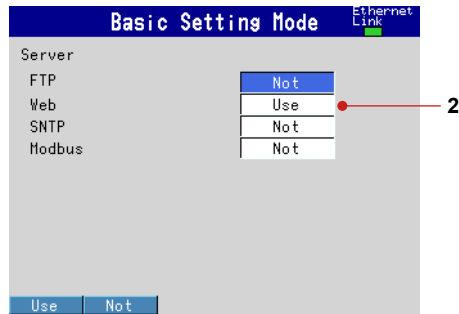 Basic Setting Mode
Ethernet
Link
Server
FTP Not
Web Use
2
SNTP Not
Modbus Not
Use Not